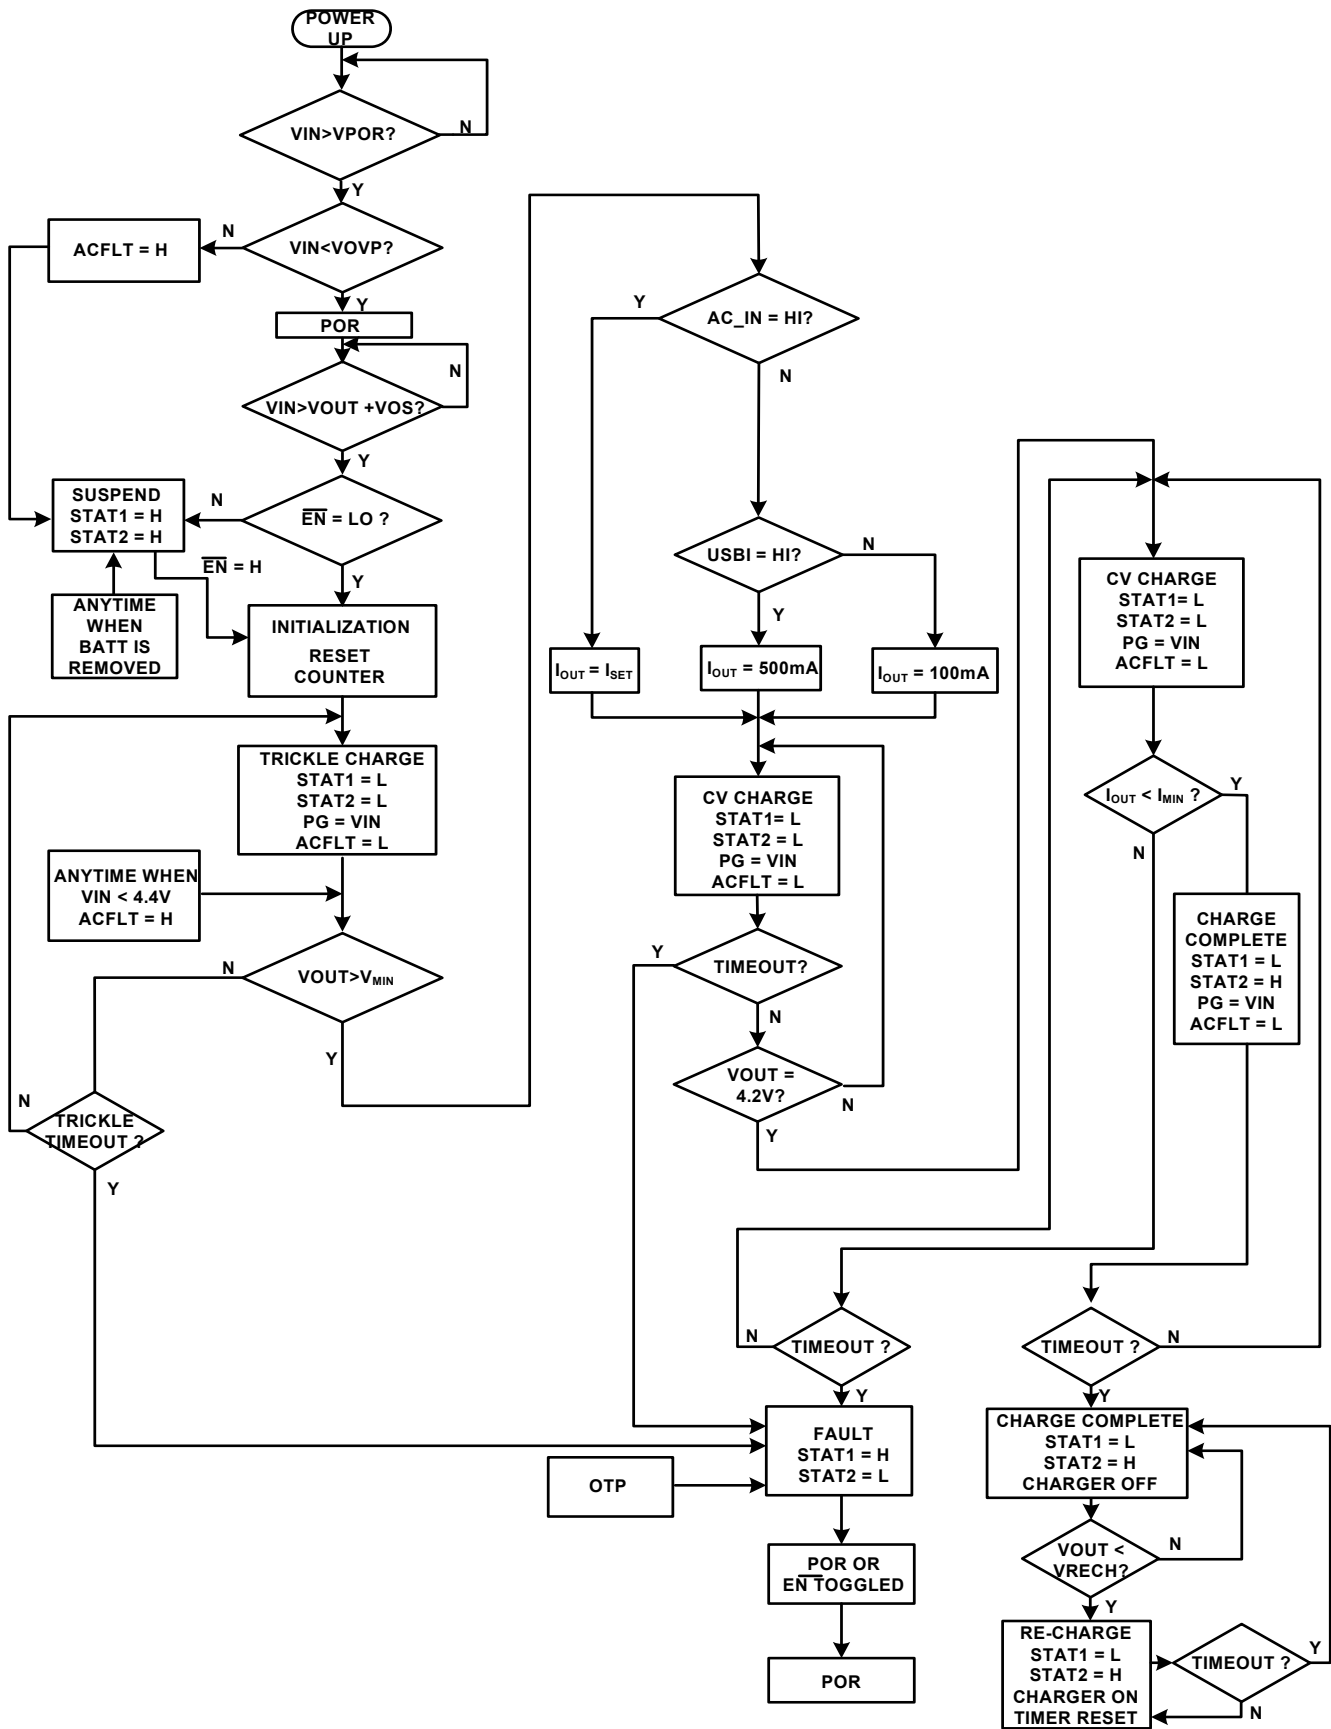 POWER
UP
VIN>VPOR?
N
Y
VIN<VOVP?
N
ACFLT = H
Y
POR
VIN>VOUT +VOS?
N
Y
SUSPEND
STAT1 = H
STAT2 = H
N
E̅N̅ = LO ?
E̅N̅ = H
Y
ANYTIME
WHEN
BATT IS
REMOVED
INITIALIZATION
RESET
COUNTER
TRICKLE CHARGE
STAT1 = L
STAT2 = L
PG = VIN
ACFLT = L
ANYTIME WHEN
VIN < 4.4V
ACFLT = H
VOUT>VMIN
N
Y
N
TRICKLE
TIMEOUT ?
Y
AC_IN = HI?
Y
N
USBI = HI?
N
Y
IOUT = ISET
IOUT = 500mA
IOUT = 100mA
CV CHARGE
STAT1= L
STAT2 = L
PG = VIN
ACFLT = L
Y
TIMEOUT?
N
VOUT =
4.2V?
N
Y
CV CHARGE
STAT1= L
STAT2 = L
PG = VIN
ACFLT = L
IOUT < IMIN ?
Y
N
CHARGE
COMPLETE
STAT1 = L
STAT2 = H
PG = VIN
ACFLT = L
N
TIMEOUT ?
Y
FAULT
STAT1 = H
STAT2 = L
OTP
POR OR
E̅N̅ TOGGLED
POR
TIMEOUT ?
N
Y
CHARGE COMPLETE
STAT1 = L
STAT2 = H
CHARGER OFF
VOUT <
VRECH?
N
Y
RE-CHARGE
STAT1 = L
STAT2 = H
CHARGER ON
TIMER RESET
TIMEOUT ?
Y
N